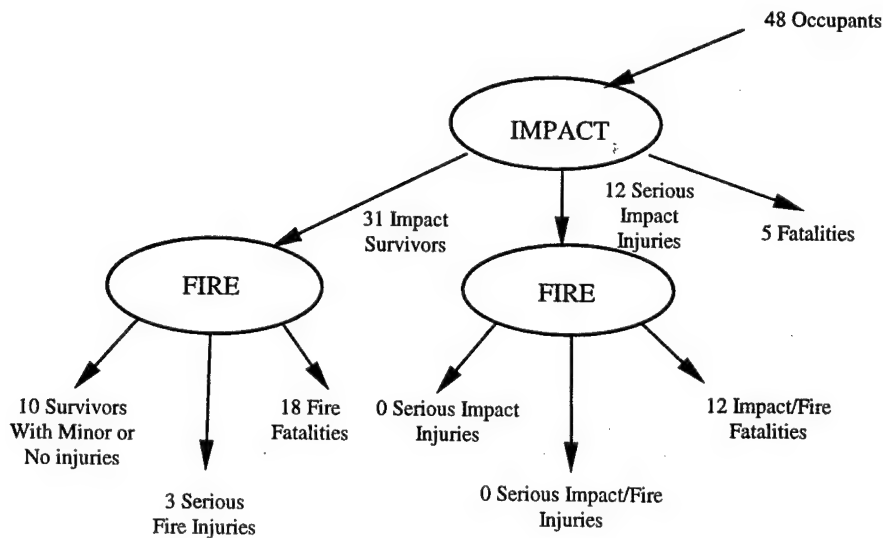 48 Occupants
IMPACT
31 Impact
Survivors
12 Serious
Impact
Injuries
5 Fatalities
FIRE
FIRE
10 Survivors
With Minor or
No injuries
18 Fire
Fatalities
0 Serious Impact
Injuries
12 Impact/Fire
Fatalities
3 Serious
Fire Injuries
0 Serious Impact/Fire
Injuries